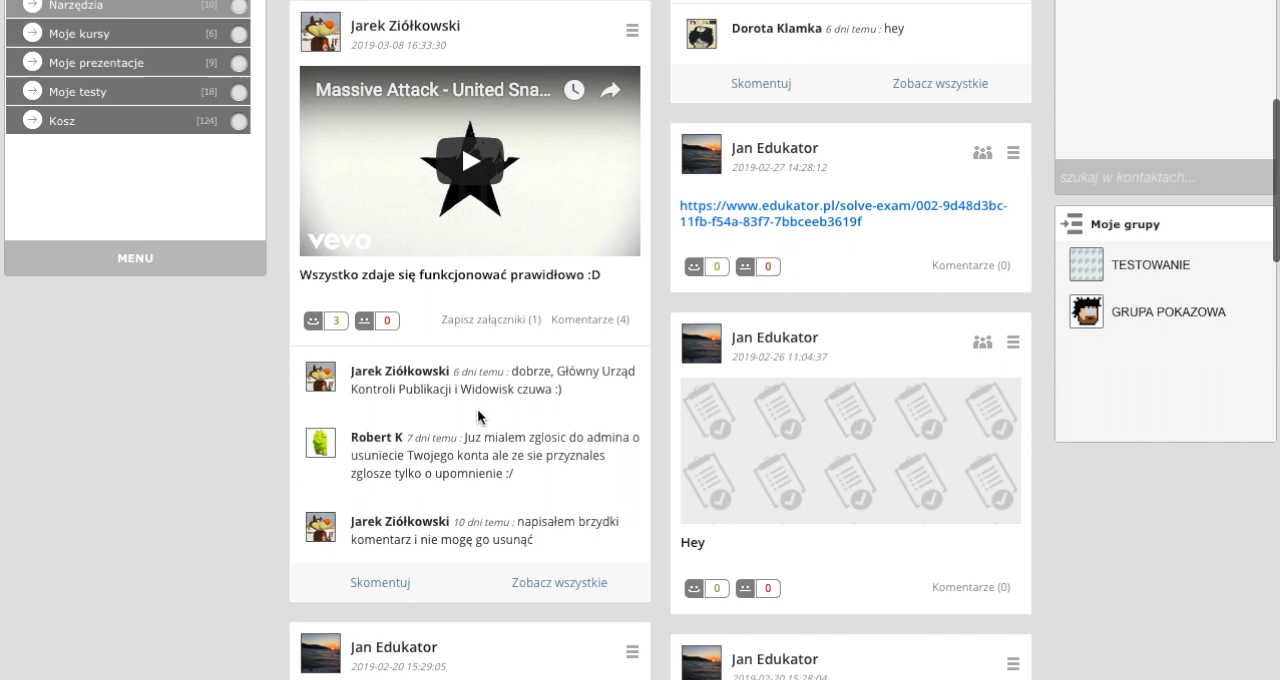 Narzędzia [10]
Moje kursy [6]
Moje prezentacje [9]
Moje testy [18]
Kosz [124]
MENU
Jarek Ziółkowski
2019-03-08 16:33:30
Massive Attack - United Sna...
vevo
Wszystko zdaje się funkcjonować prawidłowo :D
3 0 Zapisz załączniki (1) Komentarze (4)
Jarek Ziółkowski 6 dni temu : dobrze, Główny Urząd
Kontroli Publikacji i Widowisk czuwa :)
Robert K 7 dni temu : Juz mialem zglosic do admina o
usuniecie Twojego konta ale ze sie przyznales
zglosze tylko o upomnienie :/
Jarek Ziółkowski 10 dni temu : napisałem brzydki
komentarz i nie mogę go usunąć
Skomentuj Zobacz wszystkie
Jan Edukator
2019-02-20 15:29:05
Dorota Klamka 6 dni temu : hey
Skomentuj Zobacz wszystkie
Jan Edukator
2019-02-27 14:28:12
https://www.edukator.pl/solve-exam/002-9d48d3bc-
11fb-f54a-83f7-7bbceeb3619f
0 0 Komentarze (0)
Jan Edukator
2019-02-26 11:04:37
Hey
0 0 Komentarze (0)
Jan Edukator
2019-02-20 15:28:04
szukaj w kontaktach...
Moje grupy
TESTOWANIE
GRUPA POKAZOWA